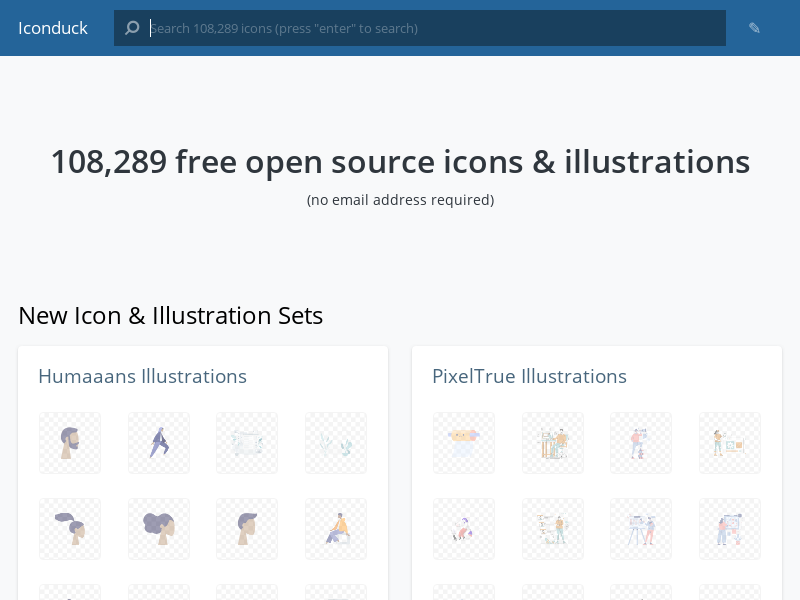 Iconduck
Search 108,289 icons (press "enter" to search)
108,289 free open source icons & illustrations
(no email address required)
New Icon & Illustration Sets
Humaaans Illustrations
PixelTrue Illustrations